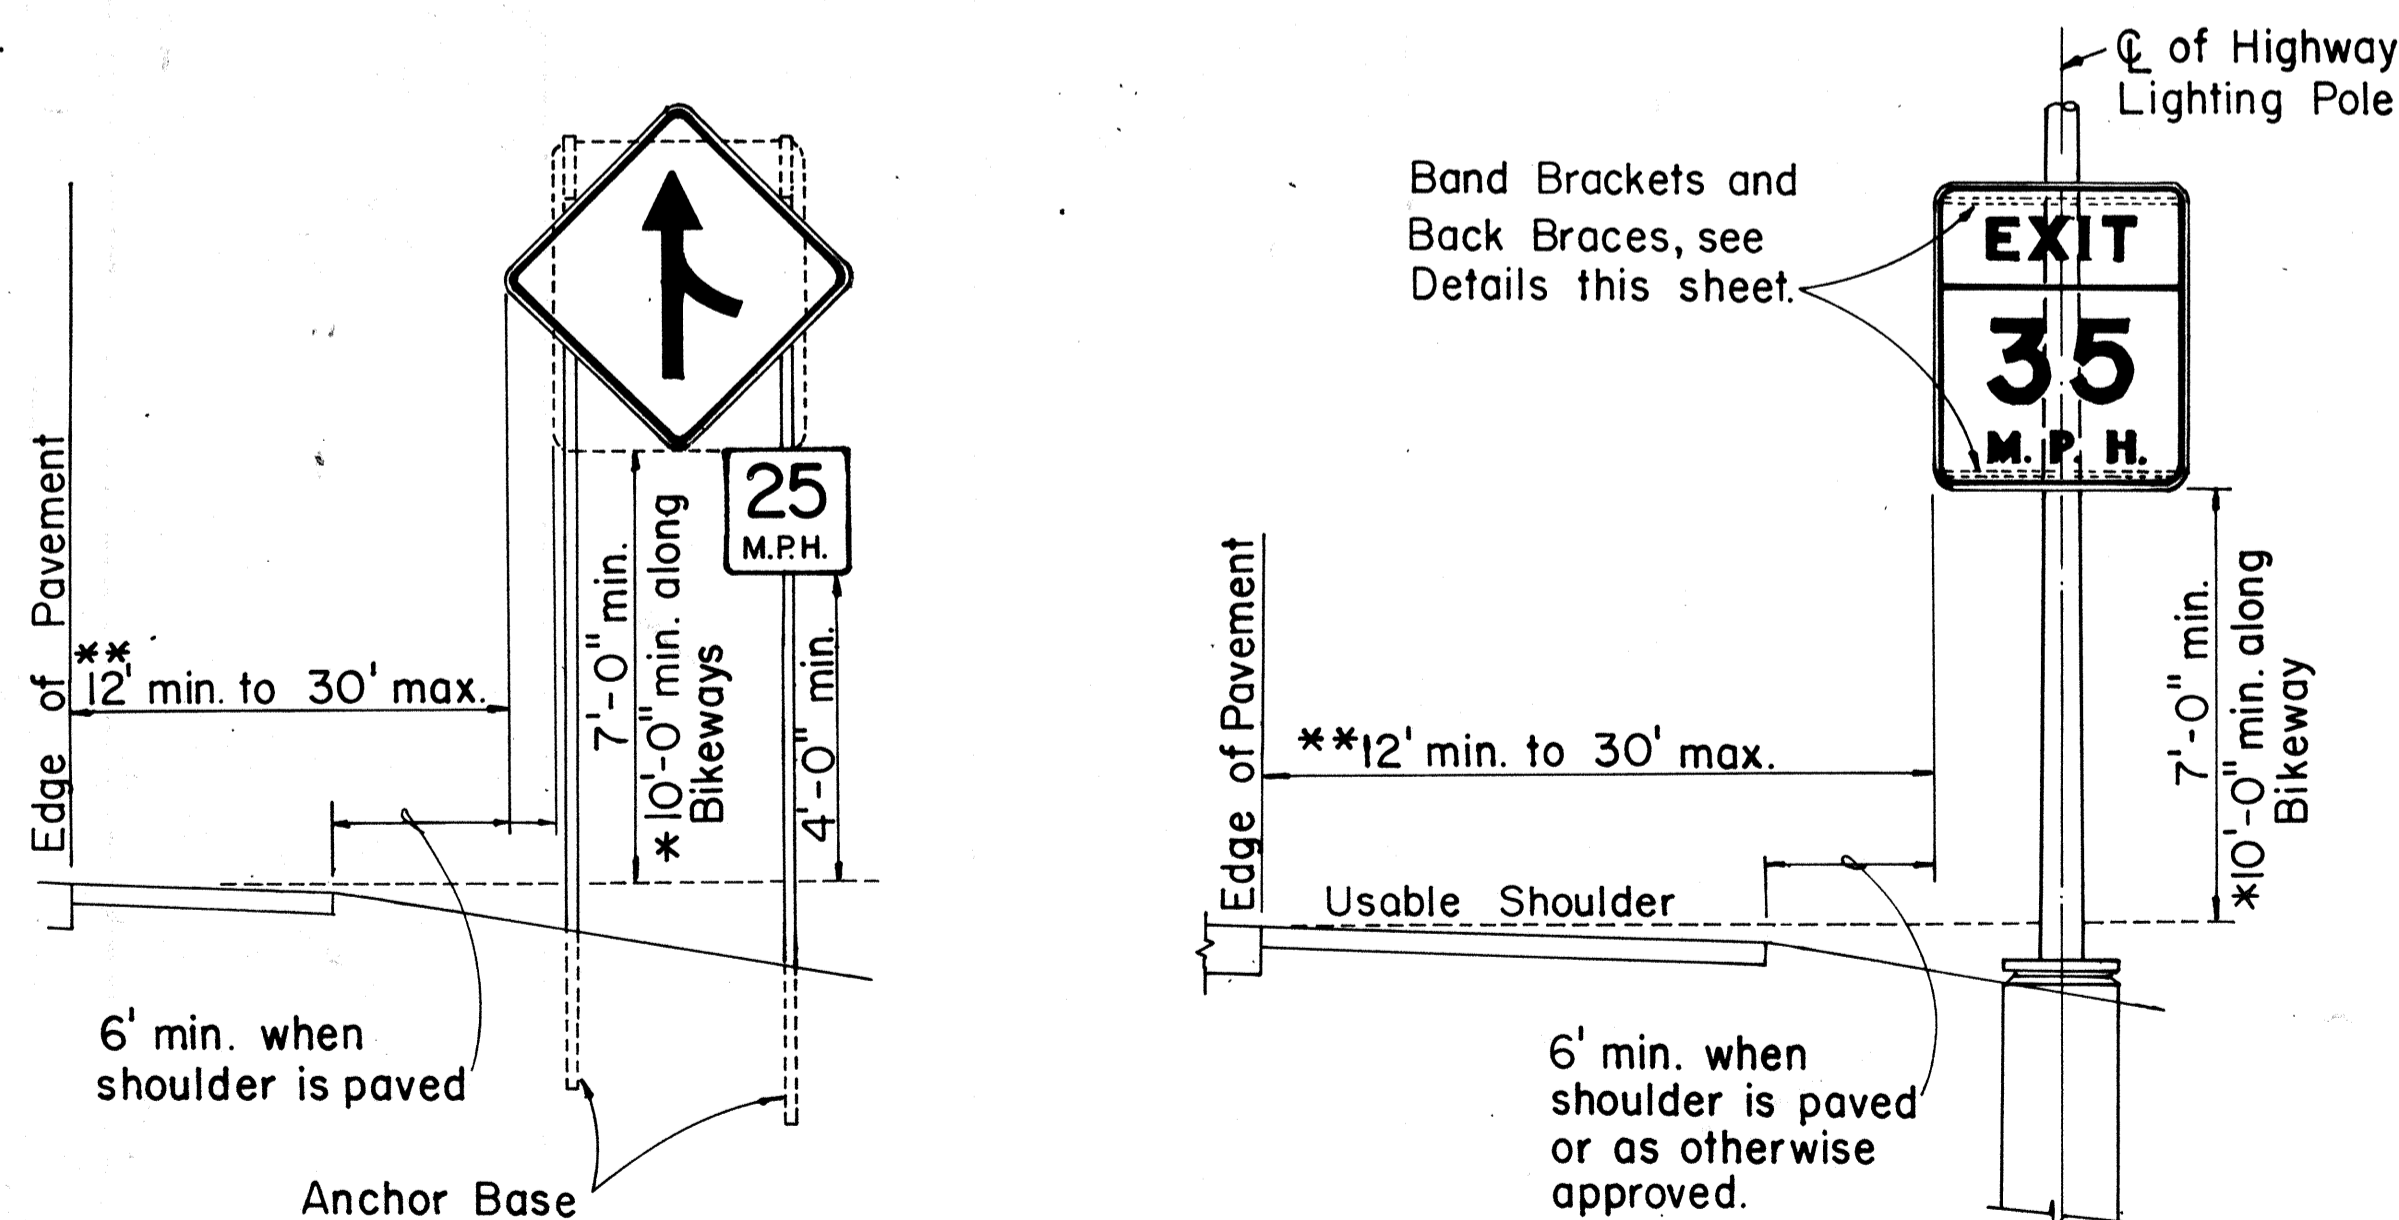 Edge of Pavement
**
12' min. to 30' max.
25
M.P.H.
7'-0" min.
*10'-0" min. along
Bikeways
4'-0" min.
6' min. when
shoulder is paved
Anchor Base
℄ of Highway
Lighting Pole
Band Brackets and
Back Braces, see
Details this sheet.
EXIT
35
M. P. H.
Edge of Pavement
**12' min. to 30' max.
7'-0" min.
*10'-0" min. along
Bikeway
Usable Shoulder
6' min. when
shoulder is paved
or as otherwise
approved.